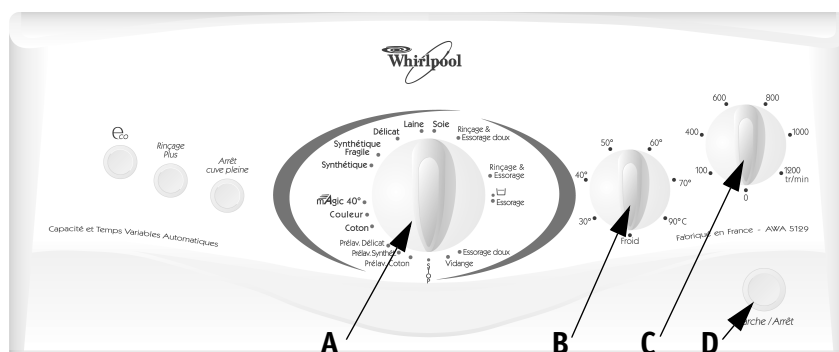 Whirlpool
eco
Rinçage
Plus
Arrêt
cuve pleine
Capacité et Temps Variables Automatiques
Laine
Soie
Délicat
Synthétique
Fragile
Synthétique
mAgic 40°
Couleur
Coton
Prélav. Délicat
Prélav. Synthét.
Prélav. Coton
STOP
Vidange
Essorage doux
Essorage
Rinçage &
Essorage
Rinçage &
Essorage doux
50°
60°
40°
70°
30°
90°C
Froid
600
800
400
1000
100
1200
tr/min
0
Fabriqué en France - AWA 5129
Marche/Arrêt
A
B
C
D